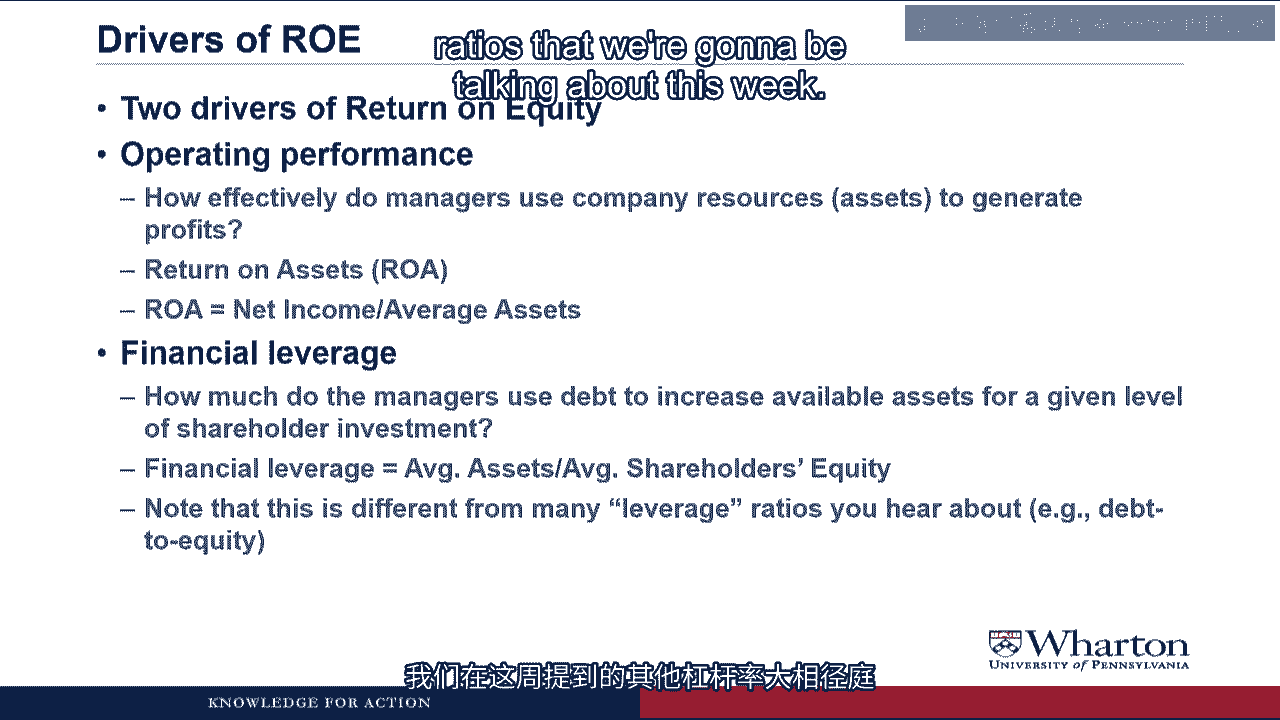 Drivers of ROE
ratios that we're gonna be
talking about this week.
• Two drivers of Return on Equity
• Operating performance
– How effectively do managers use company resources (assets) to generate
profits?
– Return on Assets (ROA)
– ROA = Net Income/Average Assets
• Financial leverage
– How much do the managers use debt to increase available assets for a given level
of shareholder investment?
– Financial leverage = Avg. Assets/Avg. Shareholders’ Equity
– Note that this is different from many “leverage” ratios you hear about (e.g., debt-
to-equity)
Wharton
UNIVERSITY of PENNSYLVANIA
我们在这周提到的其他杠杆率大相径庭
KNOWLEDGE FOR ACTION